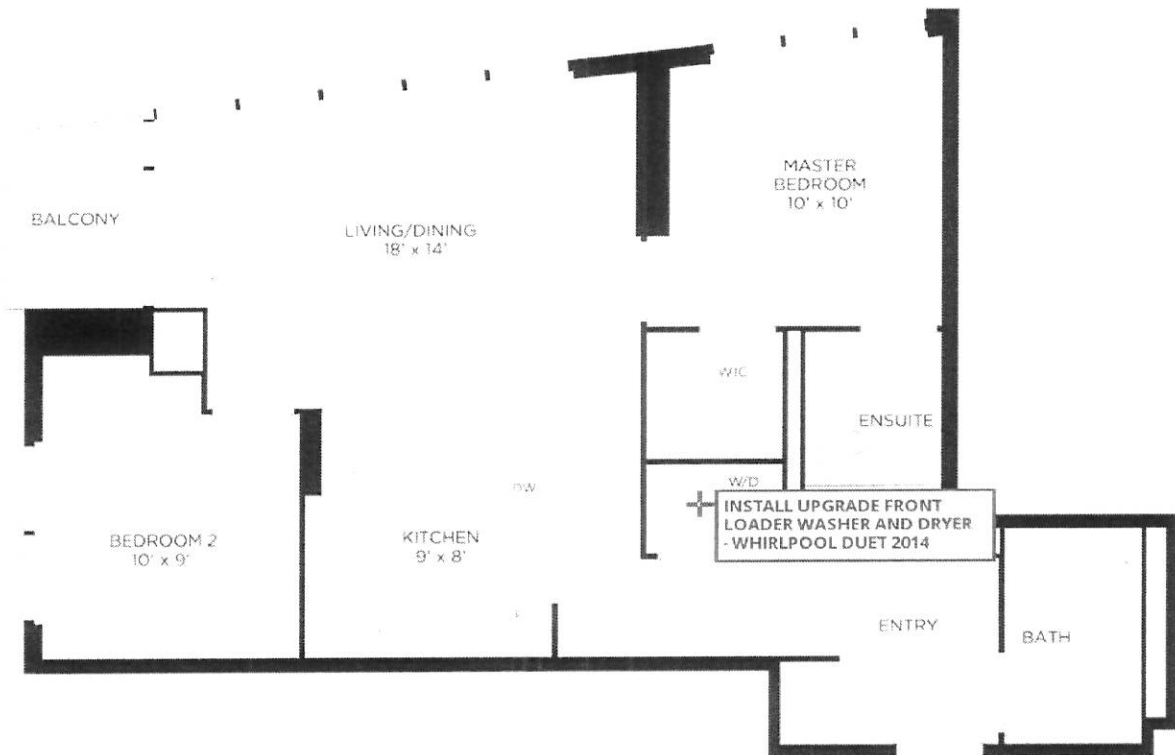 MASTER
BEDROOM
10' x 10'
BALCONY
LIVING/DINING
18' x 14'
WIC
ENSUITE
W/D
DW
INSTALL UPGRADE FRONT
LOADER WASHER AND DRYER
- WHIRLPOOL DUET 2014
BEDROOM 2
10' x 9'
KITCHEN
9' x 8'
ENTRY
BATH